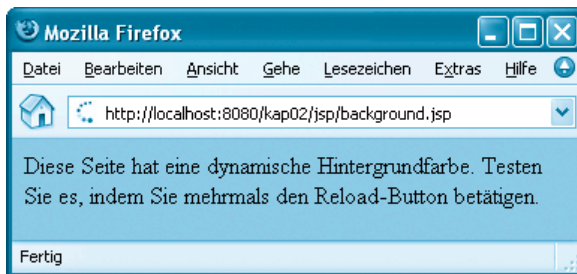 Mozilla Firefox
Datei Bearbeiten Ansicht Gehe Lesezeichen Extras Hilfe
http://localhost:8080/kap02/jsp/background.jsp
Diese Seite hat eine dynamische Hintergrundfarbe. Testen
Sie es, indem Sie mehrmals den Reload-Button betätigen.
Fertig